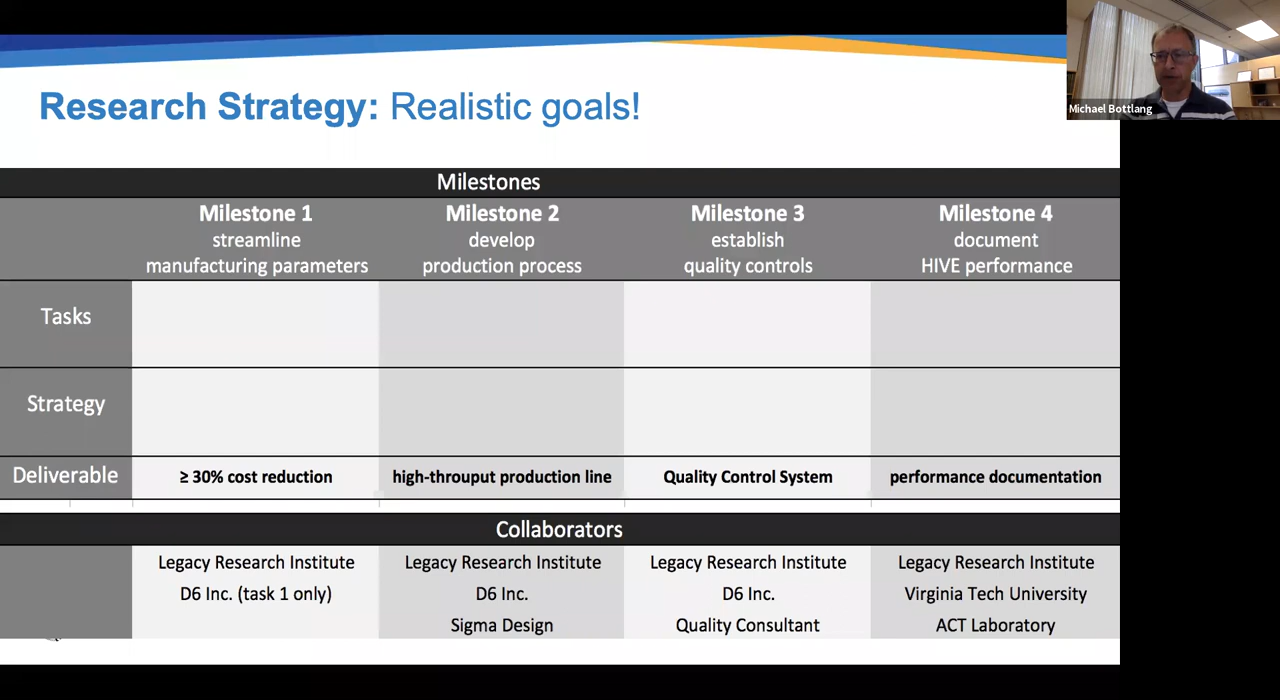 Michael Bottlang
Research Strategy: Realistic goals!
Milestones
Milestone 1
streamline
manufacturing parameters
Milestone 2
develop
production process
Milestone 3
establish
quality controls
Milestone 4
document
HIVE performance
Tasks
Strategy
Deliverable
≥ 30% cost reduction
high-throuput production line
Quality Control System
performance documentation
Collaborators
Legacy Research Institute
D6 Inc. (task 1 only)
Legacy Research Institute
D6 Inc.
Sigma Design
Legacy Research Institute
D6 Inc.
Quality Consultant
Legacy Research Institute
Virginia Tech University
ACT Laboratory